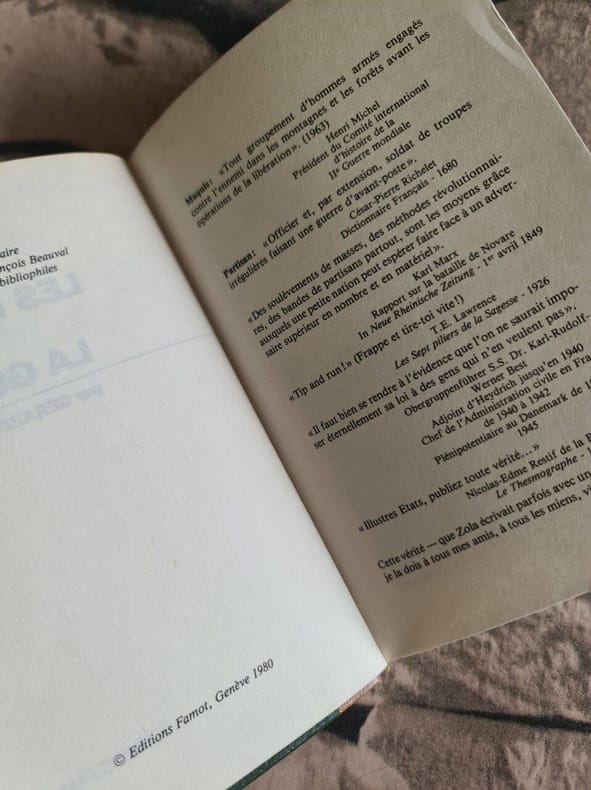 aire
nçois Beauval
bibliophiles
© Editions Famot, Genève 1980
Maquis : «Tout groupement d'hommes armés engagés
contre l'ennemi dans les montagnes et les forêts avant les
opérations de la libération». (1963)
Henri Michel
Président du Comité international
d'histoire de la
IIe Guerre mondiale
Partisan : «Officier et, par extension, soldat de troupes
irrégulières faisant une guerre d'avant-poste».
César-Pierre Richelet
Dictionnaire Français - 1680
«Des soulèvements de masses, des méthodes révolutionnai-
res, des bandes de partisans partout, sont les moyens grâce
auxquels une petite nation peut espérer faire face à un adver-
saire supérieur en nombre et en matériel».
Karl Marx
Rapport sur la bataille de Novare
In Neue Rheinische Zeitung - 1er avril 1849
«Tip and run !» (Frappe et tire-toi vite !)
T.E. Lawrence
Les Sept piliers de la Sagesse - 1926
«Il faut bien se rendre à l'évidence que l'on ne saurait impo-
ser éternellement sa loi à des gens qui n'en veulent pas».
Obergruppenführer S.S. Dr. Karl-Rudolf-
Werner Best
Adjoint d'Heydrich jusqu'en 1940
Chef de l'Administration civile en Fra
de 1940 à 1942
Plénipotentiaire au Danemark de 1
1945
«Illustres Etats, publiez toute vérité...»
Nicolas-Edme Restif de la B
Le Thesmographe - 1
Cette vérité — que Zola écrivait parfois avec un
je la dois à tous mes amis, à tous les miens, vi